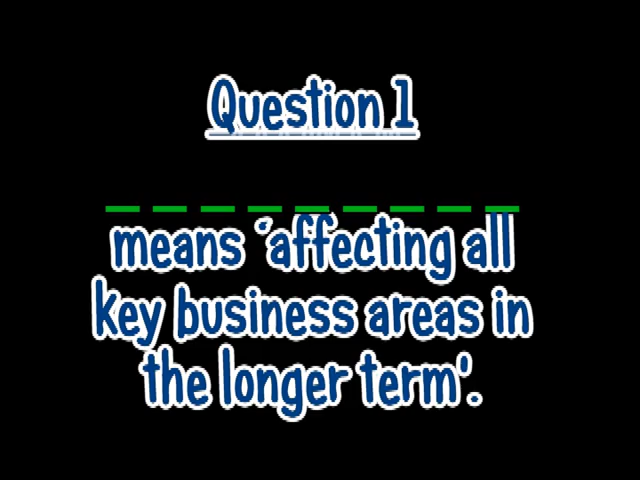 Question 1
_ _ _ _ _ _ _ _ _
means 'affecting all
key business areas in
the longer term'.